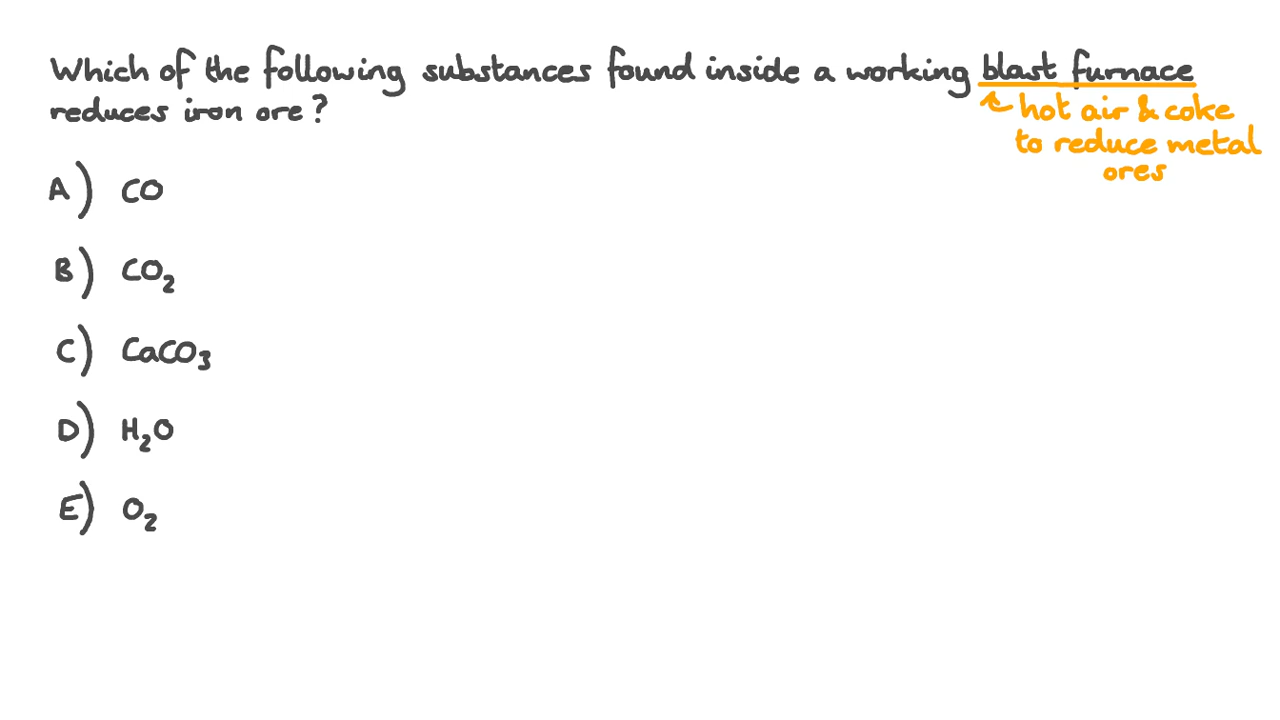 Which of the following substances found inside a working blast furnace
reduces iron ore?
hot air & coke
to reduce metal
ores
A) CO
B) CO₂
C) CaCO₃
D) H₂O
E) O₂